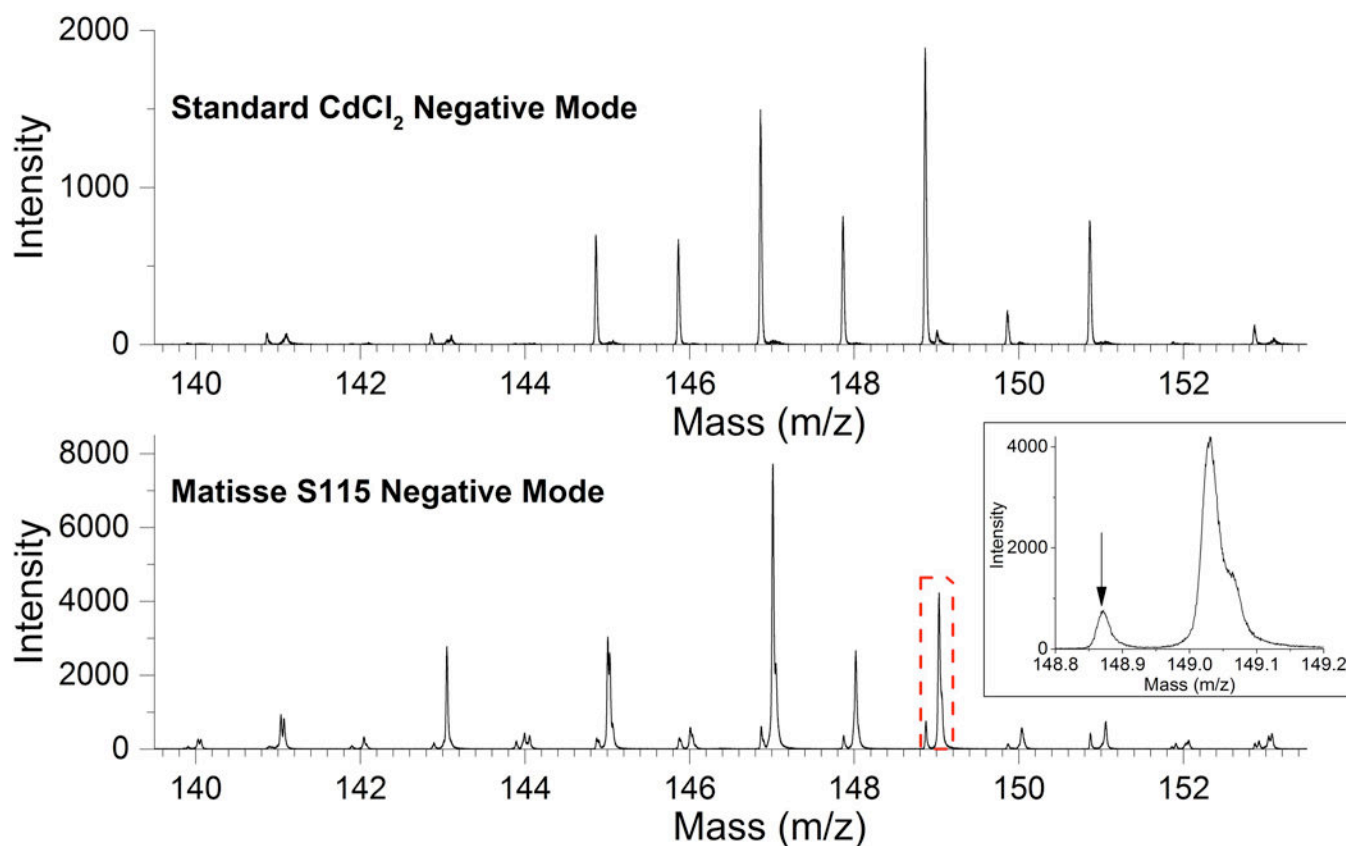 2000
Standard CdCl₂ Negative Mode
Intensity
1000
0
140 142 144 146 148 150 152
Mass (m/z)
8000
Matisse S115 Negative Mode
Intensity
6000
4000
2000
0
140 142 144 146 148 150 152
Mass (m/z)
4000
Intensity
2000
0
148.8 148.9 149.0 149.1 149.2
Mass (m/z)